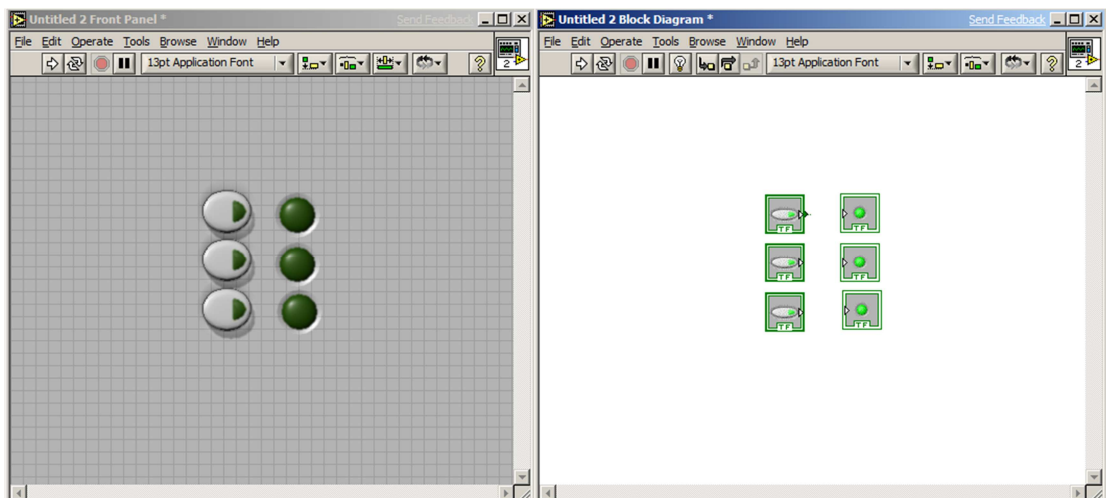 Untitled 2 Front Panel *
Send Feedback
File Edit Operate Tools Browse Window Help
13pt Application Font
?
2
Untitled 2 Block Diagram *
Send Feedback
File Edit Operate Tools Browse Window Help
13pt Application Font
?
2
TF
TF
TF
TF
TF
TF